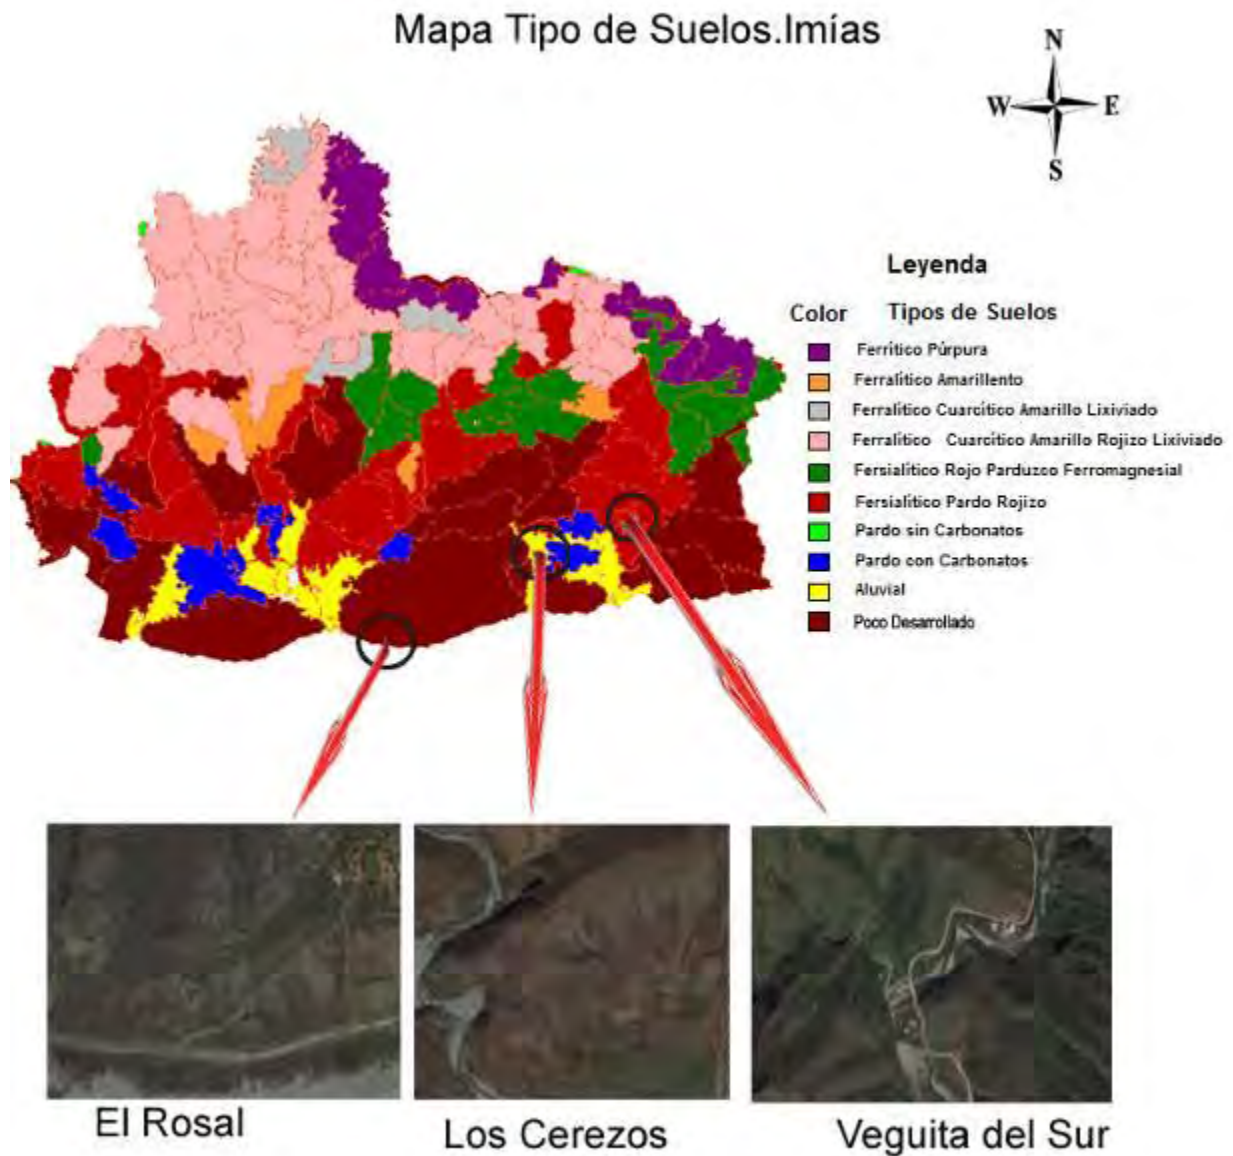 Mapa Tipo de Suelos.Imías
N
W E
S
Leyenda
Color Tipos de Suelos
Ferrítico Púrpura
Ferralítico Amarillento
Ferralítico Cuarcítico Amarillo Lixiviado
Ferralítico Cuarcítico Amarillo Rojizo Lixiviado
Fersialítico Rojo Parduzco Ferromagnesial
Fersialítico Pardo Rojizo
Pardo sin Carbonatos
Pardo con Carbonatos
Aluvial
Poco Desarrollado
El Rosal
Los Cerezos
Veguita del Sur